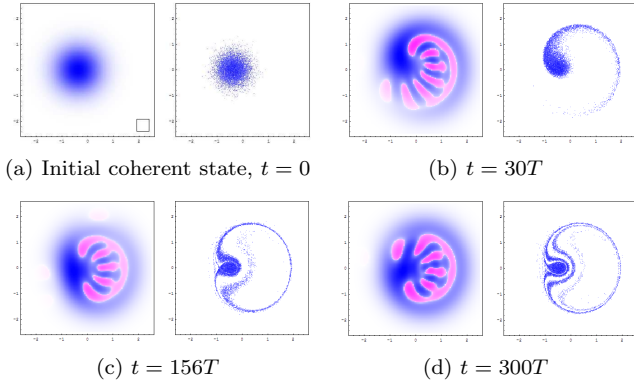 (a) Initial coherent state, t = 0
(b) t = 30T
(c) t = 156T
(d) t = 300T